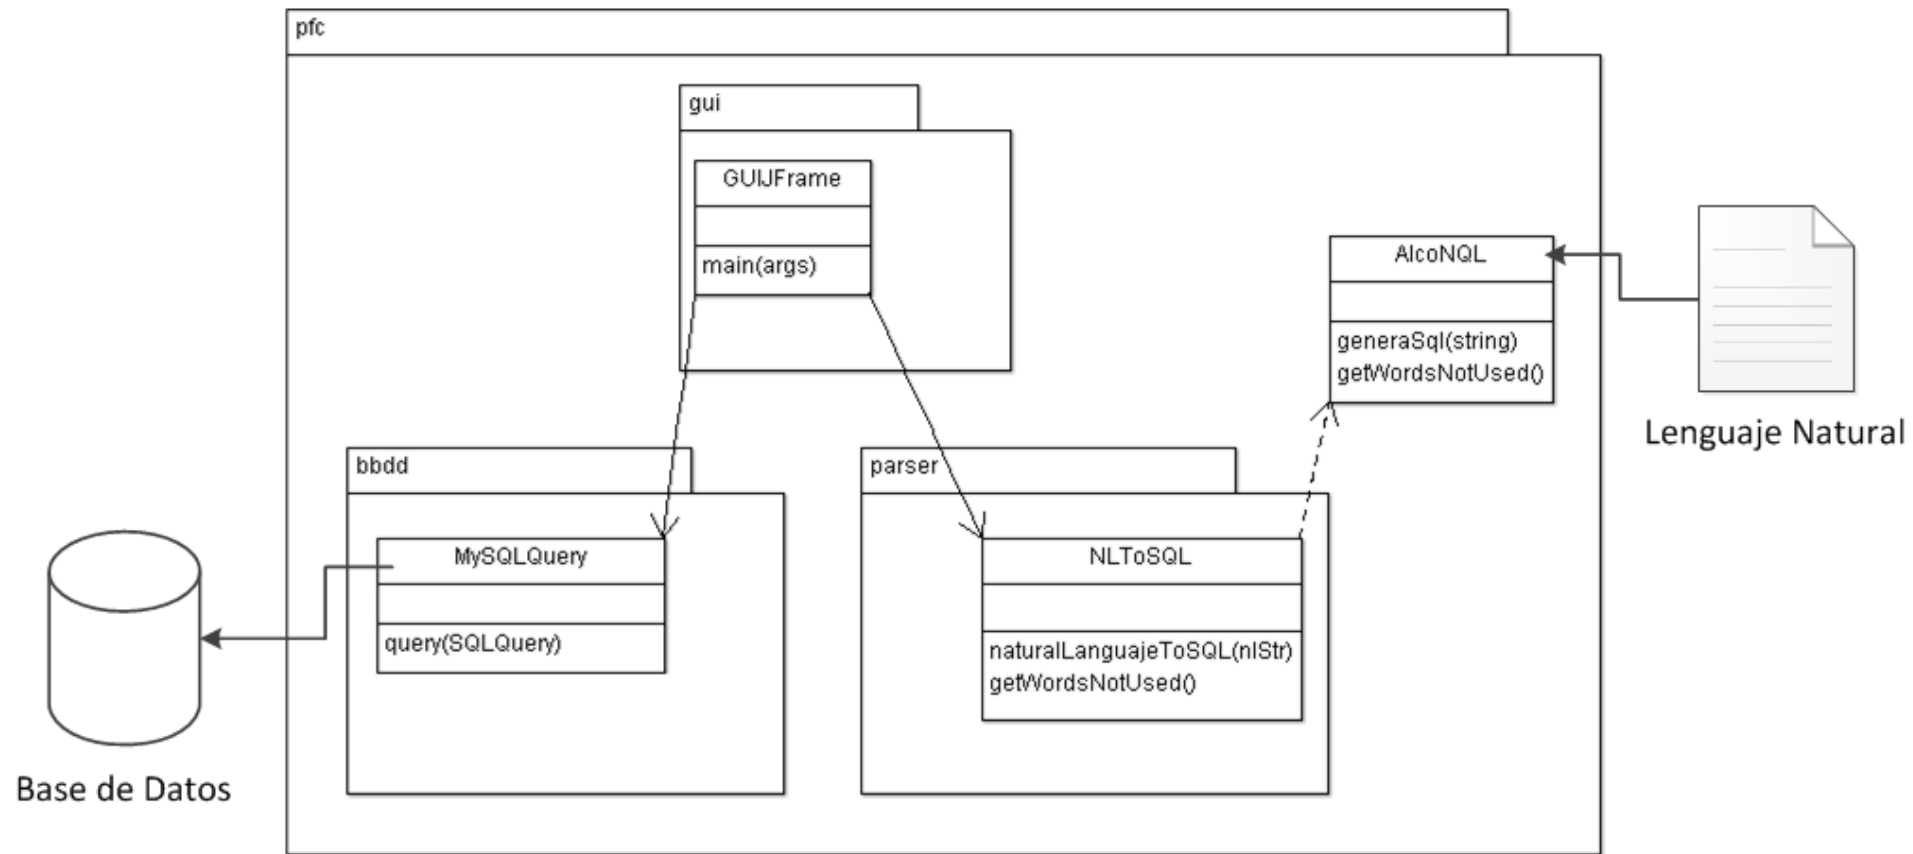 pfc
gui
GUIJFrame
main(args)
AlcoNQL
generaSql(string)
getWordsNotUsed()
Lenguaje Natural
bbdd
MySQLQuery
query(SQLQuery)
parser
NLToSQL
naturalLanguajeToSQL(nlStr)
getWordsNotUsed()
Base de Datos